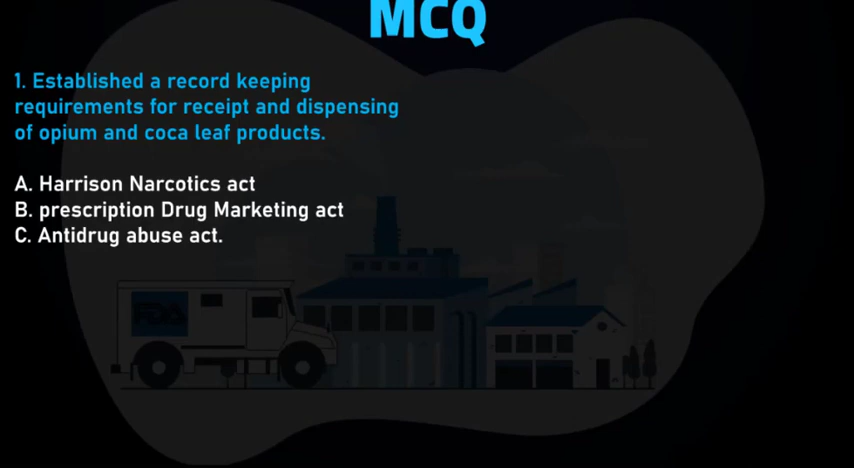 MCQ
1. Established a record keeping
requirements for receipt and dispensing
of opium and coca leaf products.
A. Harrison Narcotics act
B. prescription Drug Marketing act
C. Antidrug abuse act.
FDA